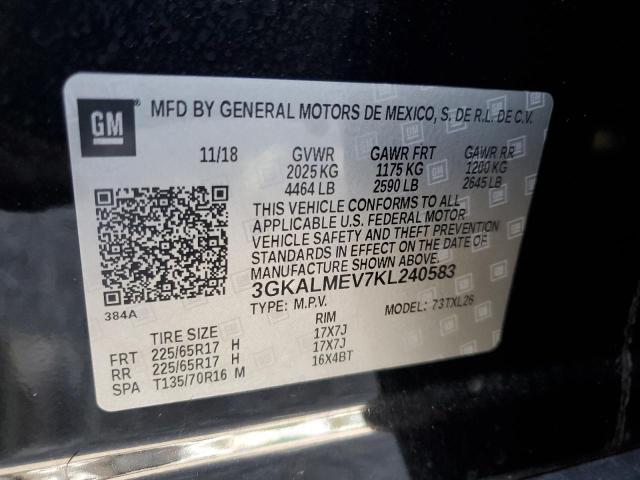 GM
MFD BY GENERAL MOTORS DE MEXICO, S. DE R.L. DE C.V.
11/18 GVWR GAWR FRT GAWR RR
2025 KG 1175 KG 1200 KG
4464 LB 2590 LB 2645 LB
THIS VEHICLE CONFORMS TO ALL
APPLICABLE U.S. FEDERAL MOTOR
VEHICLE SAFETY AND THEFT PREVENTION
STANDARDS IN EFFECT ON THE DATE OF
MANUFACTURE SHOWN ABOVE.
3GKALMEV7KL240583
384A
TYPE: M.P.V. MODEL: 73TXL26
TIRE SIZE RIM
FRT 225/65R17 H 17X7J
RR 225/65R17 H 17X7J
SPA T135/70R16 M 16X4BT